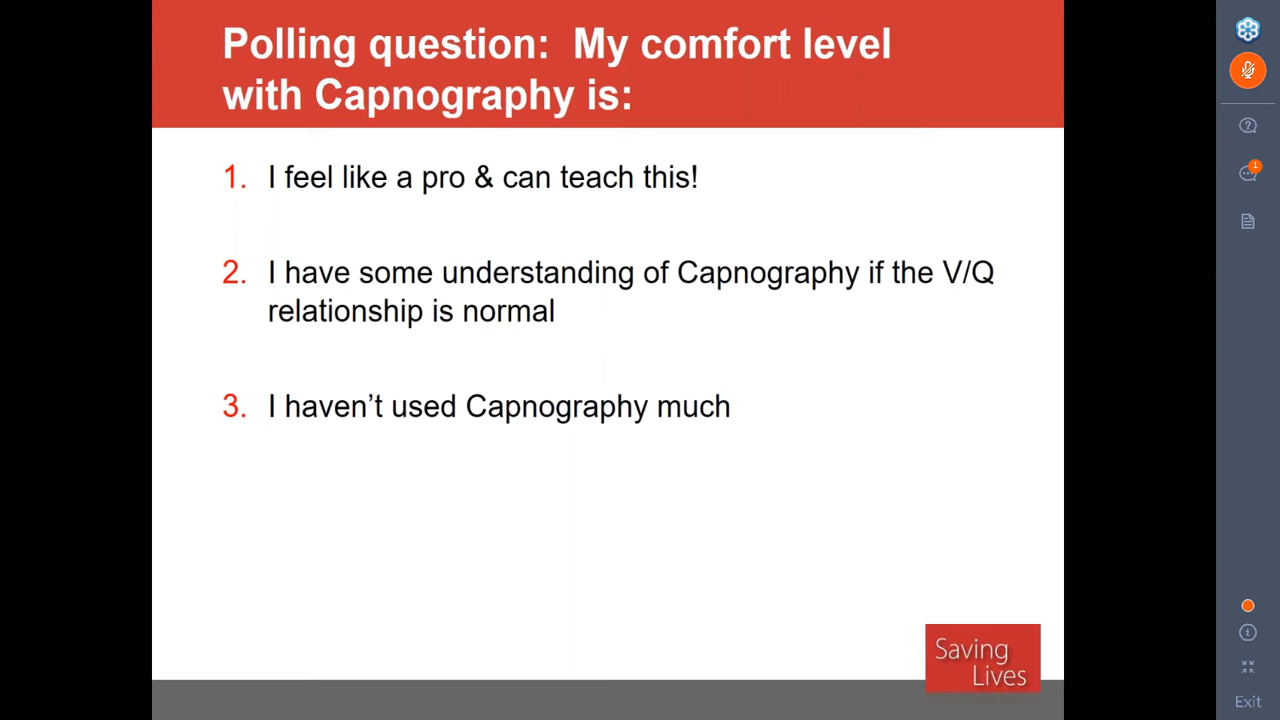 Polling question:  My comfort level
with Capnography is:
1. I feel like a pro & can teach this!
2. I have some understanding of Capnography if the V/Q
relationship is normal
3. I haven’t used Capnography much
Saving
Lives
1
Exit